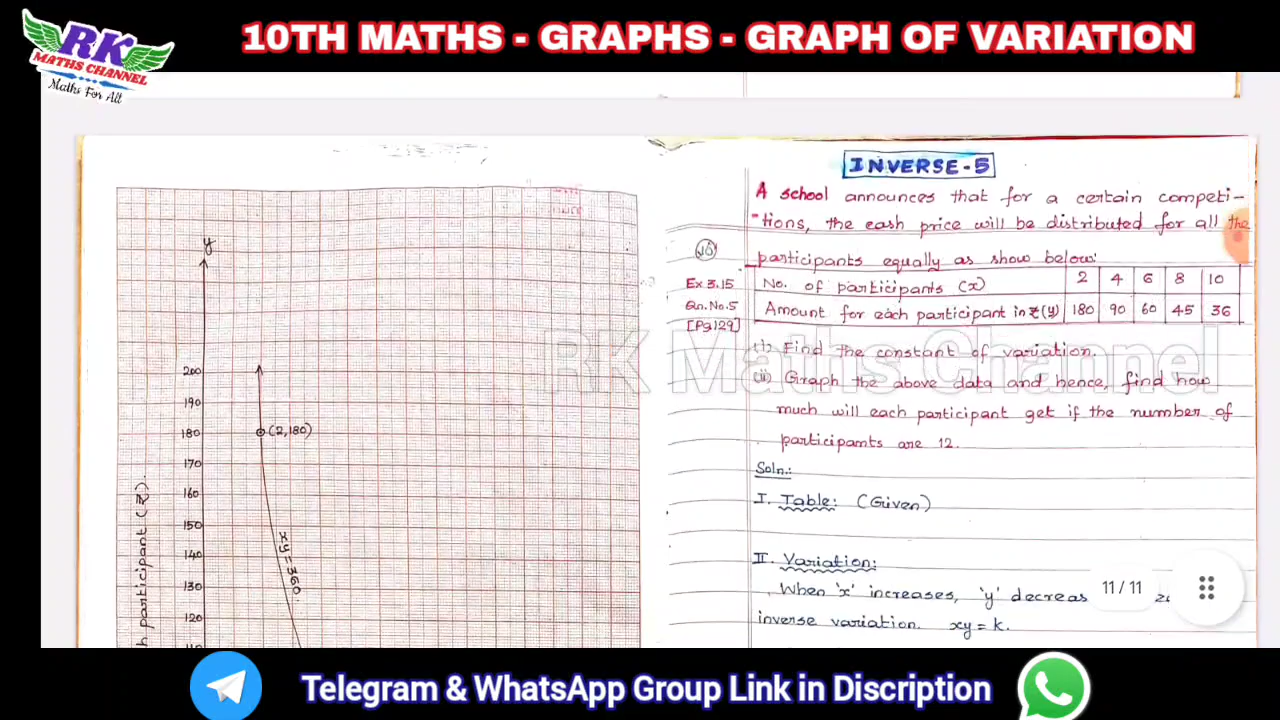 10TH MATHS - GRAPHS - GRAPH OF VARIATION
RK
MATHS CHANNEL
Maths For All
INVERSE-5
A school announces that for a certain competi-
-tions, the cash price will be distributed for all the
participants equally as show below:
Ex 3.15
Qn.No.5
[Pg.129]
No. of participants (x) 2 4 6 8 10
Amount for each participant in ₹(y) 180 90 60 45 36
(i) Find the constant of variation.
(ii) Graph the above data and hence, find how
much will each participant get if the number of
participants are 12.
Soln.:
I. Table: (Given)
II. Variation:
When 'x' increases, 'y' decreas
inverse variation. xy = k.
11 / 11
y
200
190
180
170
160
150
140
130
120
(2,180)
xy = 360
participant (₹).
RK Maths Channel
Telegram & WhatsApp Group Link in Discription